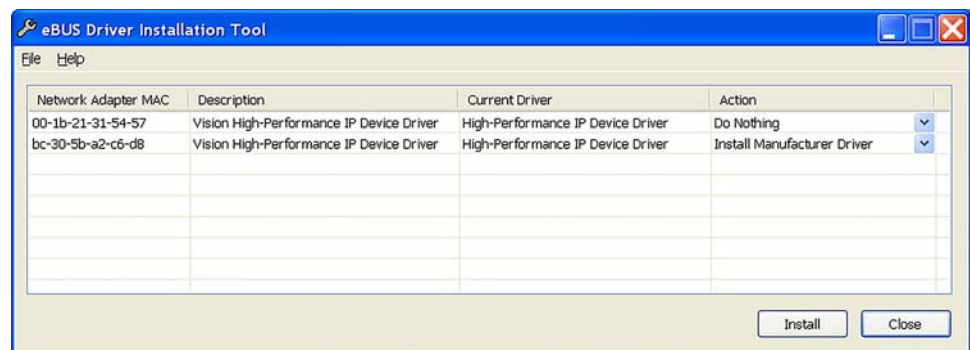 eBUS Driver Installation Tool
File Help
Network Adapter MAC Description Current Driver Action
00-1b-21-31-54-57 Vision High-Performance IP Device Driver High-Performance IP Device Driver Do Nothing
bc-30-5b-a2-c6-d8 Vision High-Performance IP Device Driver High-Performance IP Device Driver Install Manufacturer Driver
Install Close